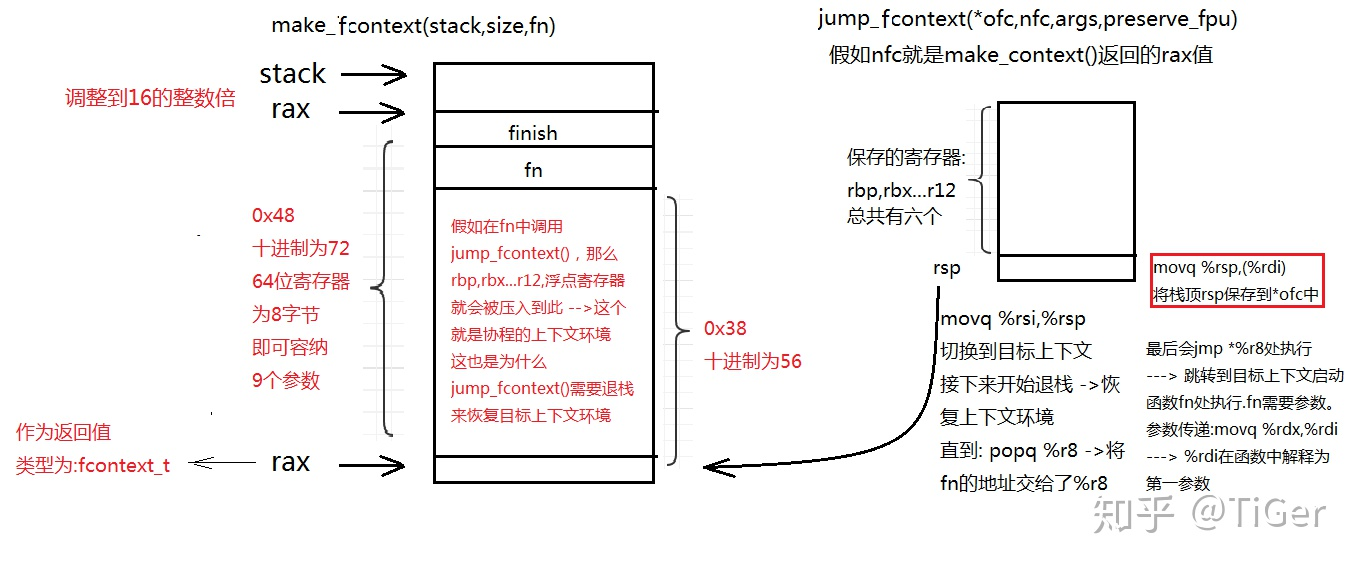 make_fcontext(stack,size,fn)
stack
调整到16的整数倍
rax
finish
fn
0x48
十进制为72
64位寄存器
为8字节
即可容纳
9个参数
假如在fn中调用
jump_fcontext()，那么
rbp,rbx...r12,浮点寄存器
就会被压入到此 -->这个
就是协程的上下文环境
这也是为什么
jump_fcontext()需要退栈
来恢复目标上下文环境
0x38
十进制为56
作为返回值
类型为:fcontext_t
rax
jump_fcontext(*ofc,nfc,args,preserve_fpu)
假如nfc就是make_context()返回的rax值
保存的寄存器:
rbp,rbx...r12
总共有六个
rsp
movq %rsp,(%rdi)
将栈顶rsp保存到*ofc中
movq %rsi,%rsp
切换到目标上下文
接下来开始退栈 ->恢
复上下文环境
直到: popq %r8 ->将
fn的地址交给了%r8
最后会jmp *%r8处执行
---> 跳转到目标上下文启动
函数fn处执行.fn需要参数。
参数传递:movq %rdx,%rdi
---> %rdi在函数中解释为
第一参数
知乎 @TiGer